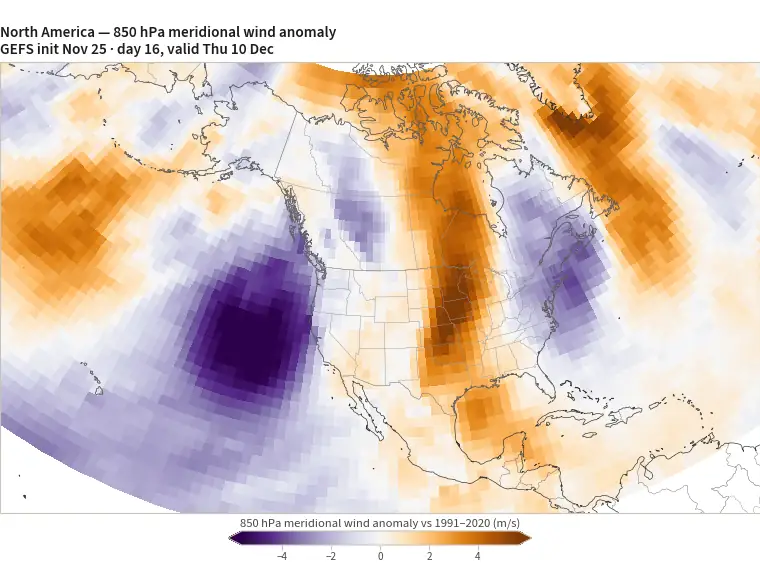 North America — 850 hPa meridional wind anomaly
GEFS init Nov 25 · day 16, valid Thu 10 Dec
850 hPa meridional wind anomaly vs 1991–2020 (m/s)
−4 −2 0 2 4